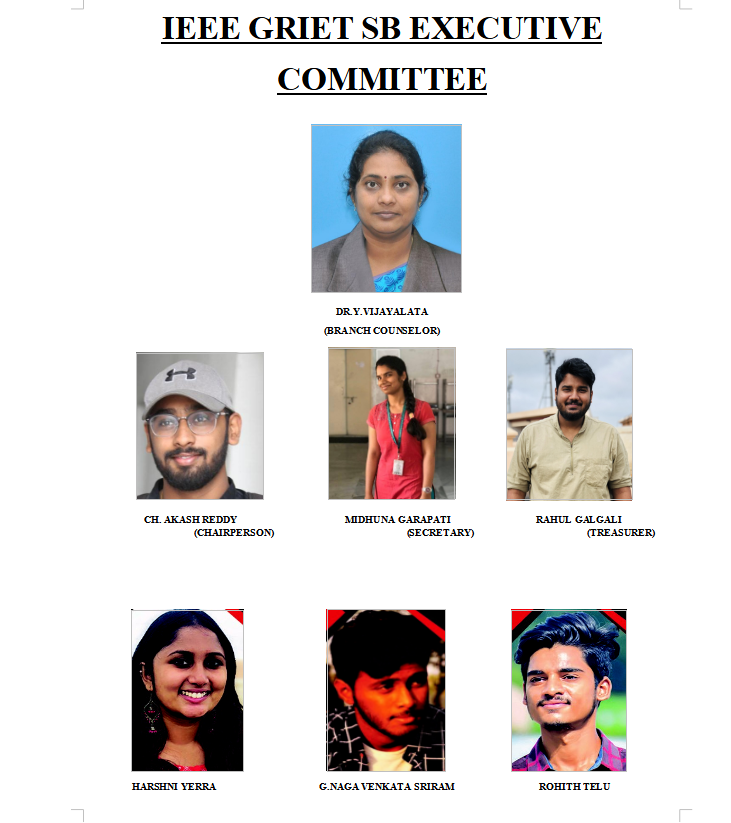 IEEE GRIET SB EXECUTIVE
COMMITTEE
DR.Y.VIJAYALATA
(BRANCH COUNSELOR)
CH. AKASH REDDY
(CHAIRPERSON)
MIDHUNA GARAPATI
(SECRETARY)
RAHUL GALGALI
(TREASURER)
HARSHNI YERRA
G.NAGA VENKATA SRIRAM
ROHITH TELU